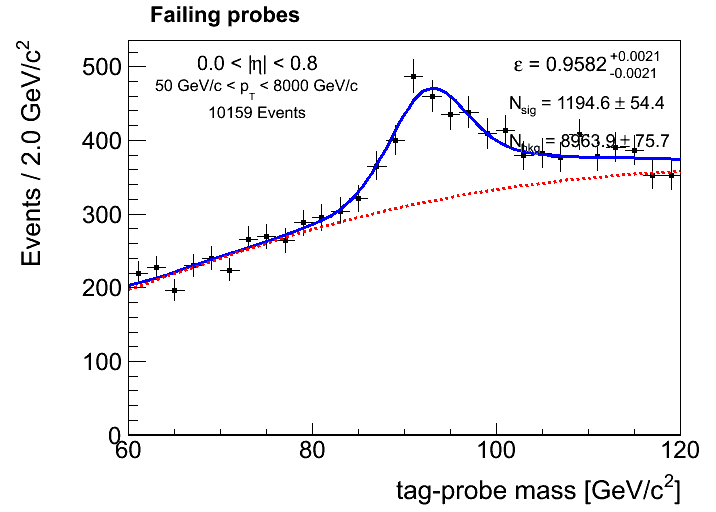 Failing probes
0.0 < |η| < 0.8
50 GeV/c < p_T < 8000 GeV/c
10159 Events
ε = 0.9582 +0.0021 -0.0021
N_sig = 1194.6 ± 54.4
N_bkg = 8963.9 ± 75.7
Events / 2.0 GeV/c²
500
400
300
200
100
0
60 80 100 120
tag-probe mass [GeV/c²]